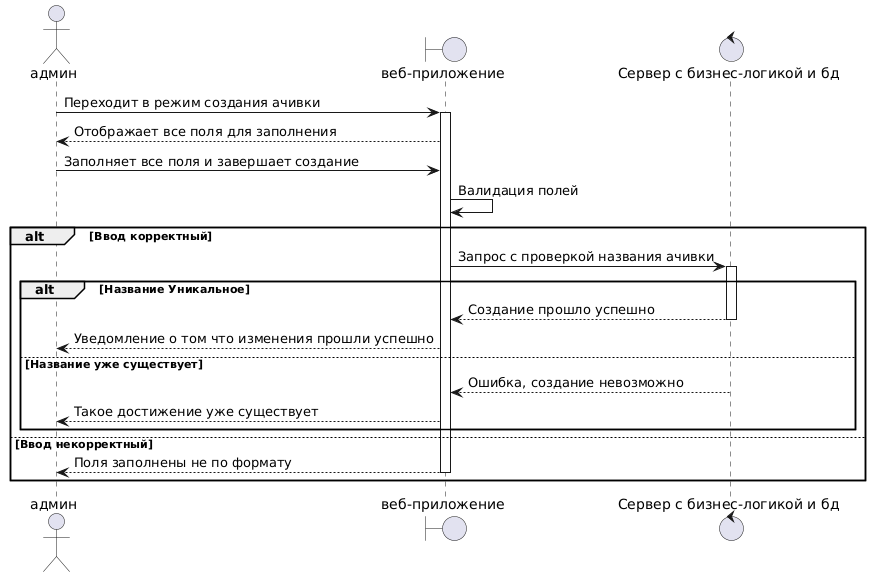 админ
веб-приложение
Сервер с бизнес-логикой и бд
Переходит в режим создания ачивки
Отображает все поля для заполнения
Заполняет все поля и завершает создание
Валидация полей
alt [Ввод корректный]
Запрос с проверкой названия ачивки
alt [Название Уникальное]
Создание прошло успешно
Уведомление о том что изменения прошли успешно
[Название уже существует]
Ошибка, создание невозможно
Такое достижение уже существует
[Ввод некорректный]
Поля заполнены не по формату
админ
веб-приложение
Сервер с бизнес-логикой и бд